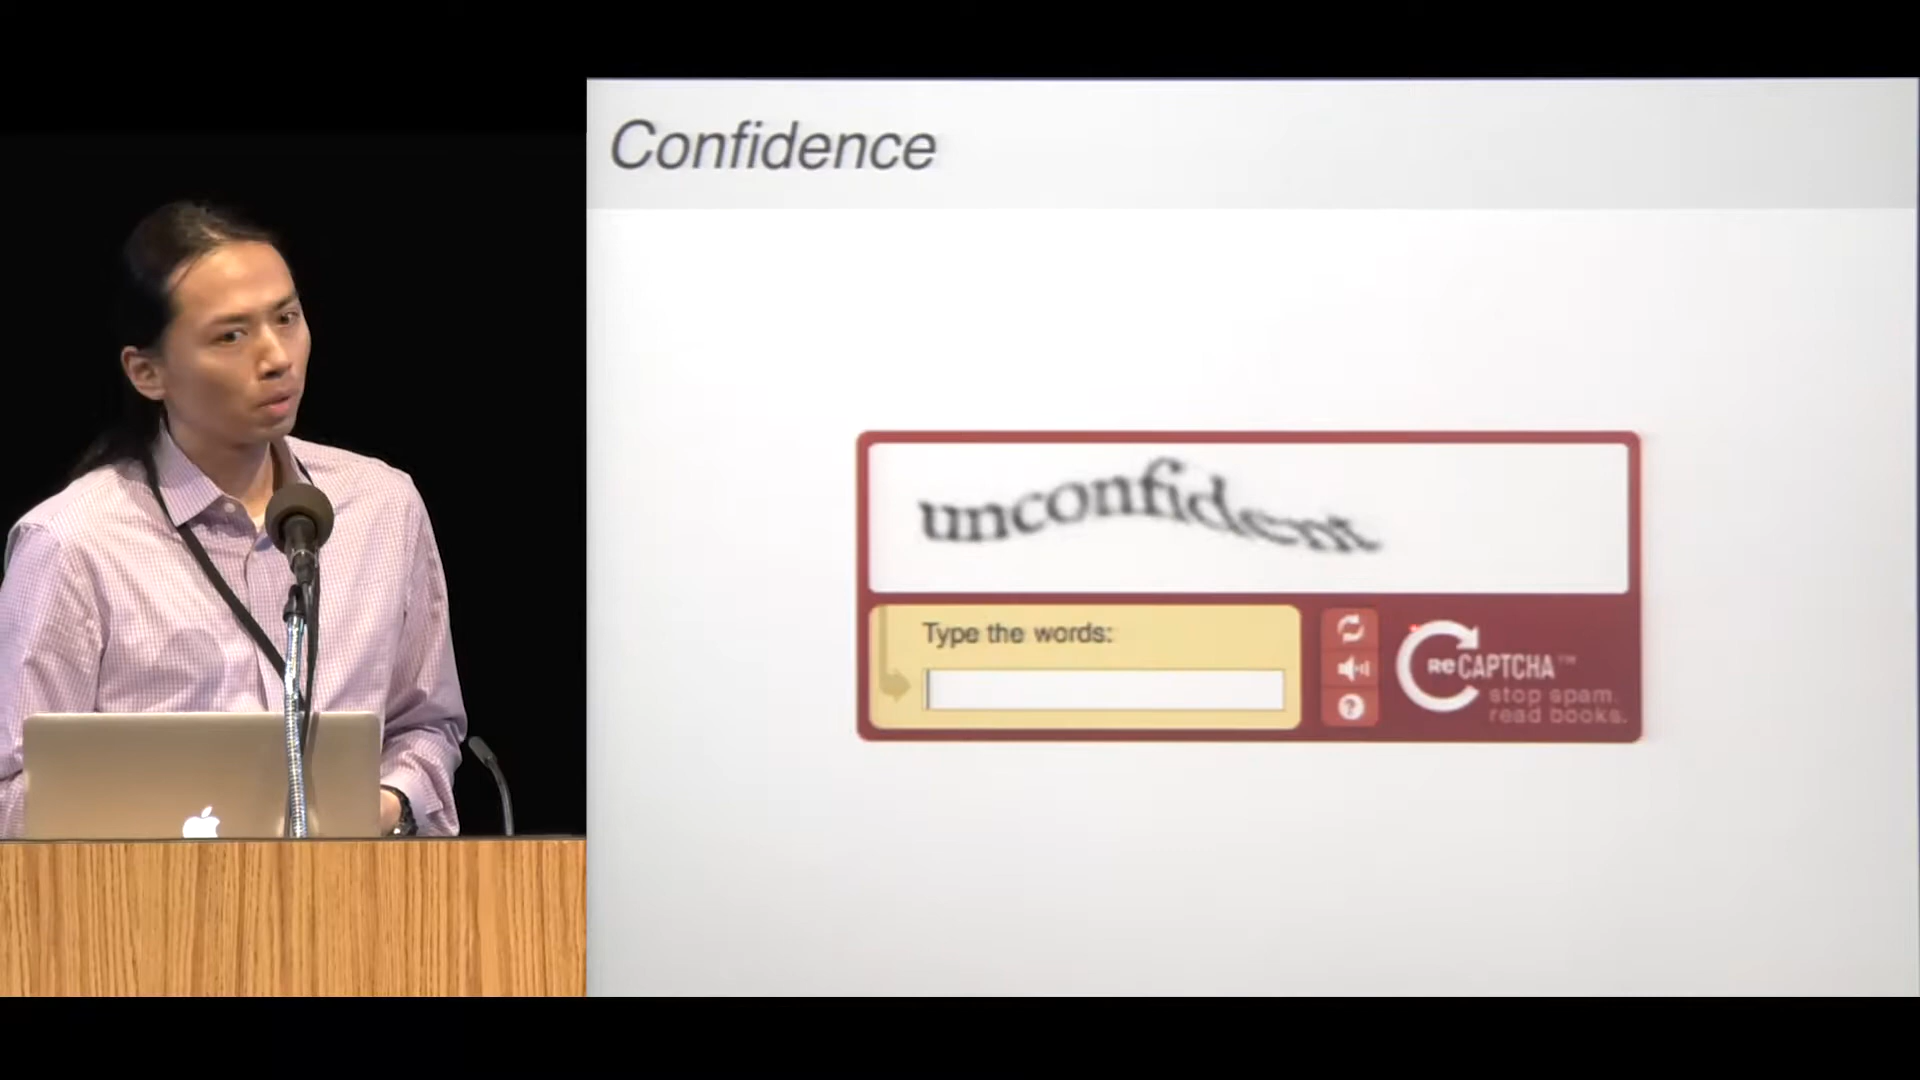 Confidence
unconfident
Type the words:
ReCAPTCHA™
stop spam.
read books.